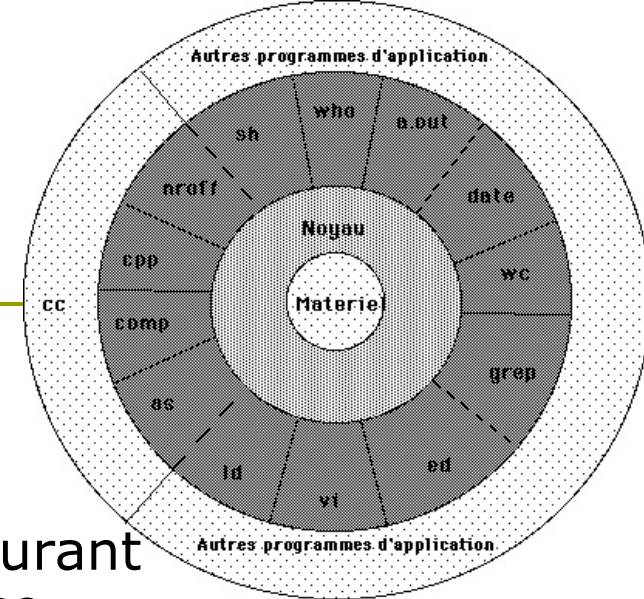 Autres programmes d'application
who
sh
a.out
nroff
date
Noyau
cpp
wc
cc
Materiel
comp
grep
as
ed
ld
vi
urant
Autres programmes d'application